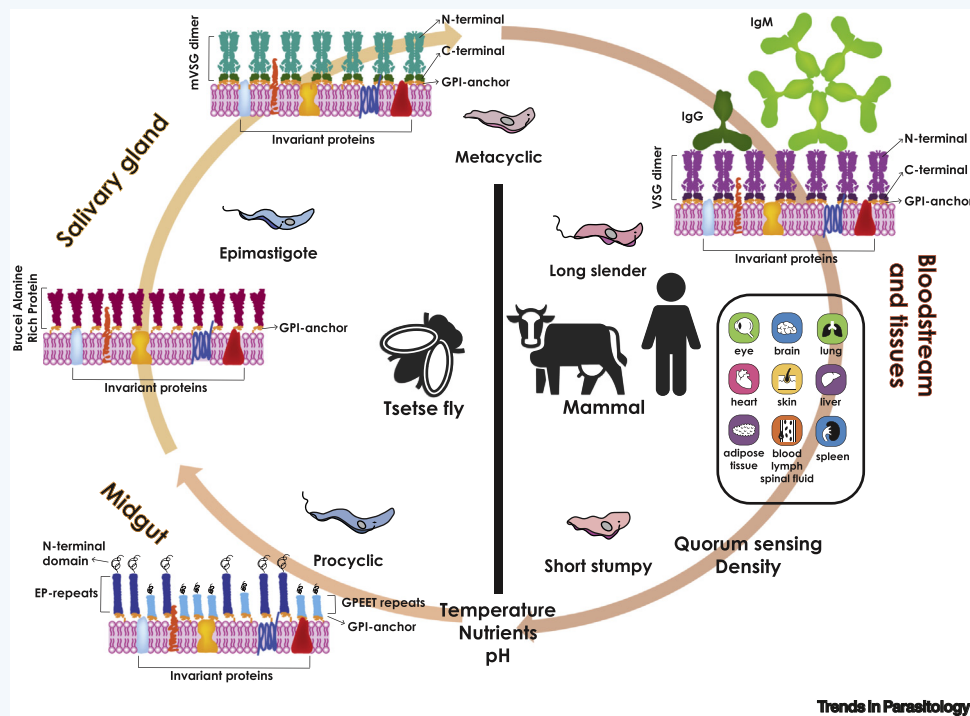 mVSG dimer
N-terminal
C-terminal
GPI-anchor
Invariant proteins
Metacyclic
IgM
IgG
VSG dimer
N-terminal
C-terminal
GPI-anchor
Invariant proteins
Salivary gland
Epimastigote
Long slender
Brucei Alanine
Rich Protein
GPI-anchor
Invariant proteins
Tsetse fly
Mammal
Bloodstream
and tissues
eye
brain
lung
heart
skin
liver
adipose
tissue
blood
lymph
spinal fluid
spleen
Midgut
Procyclic
Short stumpy
Quorum sensing
Density
N-terminal
domain
EP-repeats
GPEET repeats
GPI-anchor
Invariant proteins
Temperature
Nutrients
pH
Trends in Parasitology